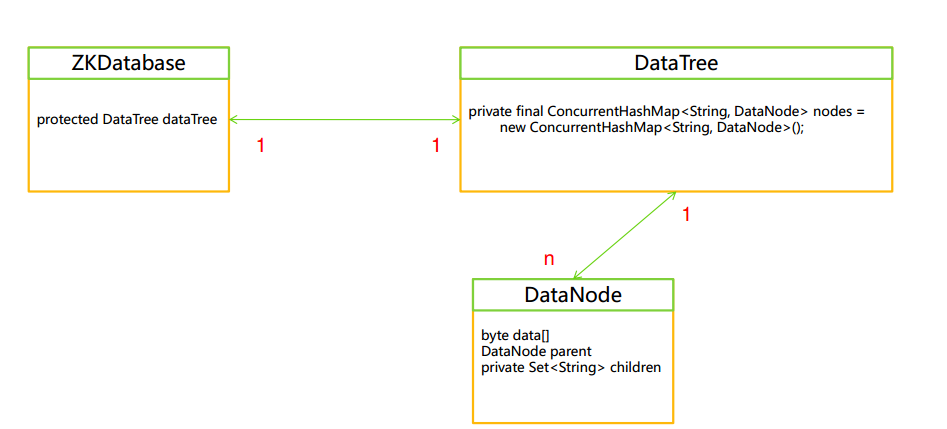 ZKDatabase
protected DataTree dataTree
DataTree
private final ConcurrentHashMap<String, DataNode> nodes =
new ConcurrentHashMap<String, DataNode>();
1
1
1
n
DataNode
byte data[]
DataNode parent
private Set<String> children